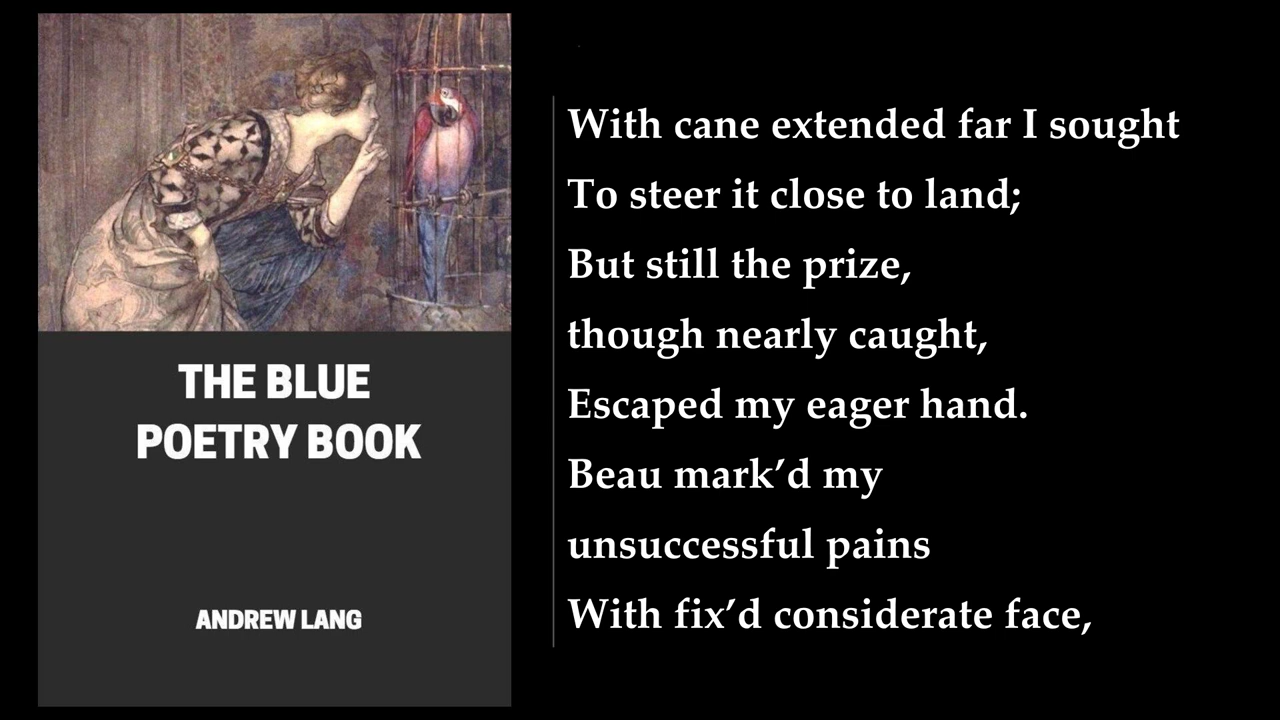 THE BLUE
POETRY BOOK
ANDREW LANG
With cane extended far I sought
To steer it close to land;
But still the prize,
though nearly caught,
Escaped my eager hand.
Beau mark’d my
unsuccessful pains
With fix’d considerate face,